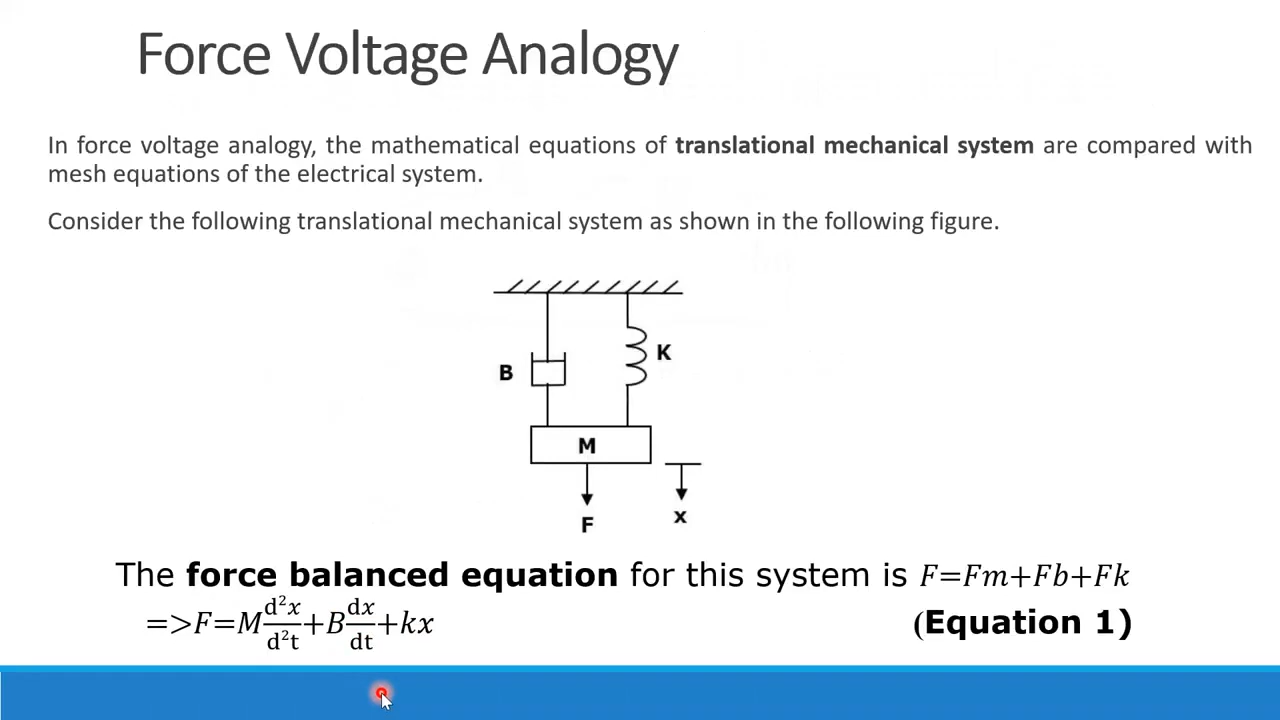 Force Voltage Analogy
In force voltage analogy, the mathematical equations of translational mechanical system are compared with
mesh equations of the electrical system.
Consider the following translational mechanical system as shown in the following figure.
B
K
M
F
x
The force balanced equation for this system is F=Fm+Fb+Fk
=>F=M d²x/d²t +B dx/dt +kx (Equation 1)